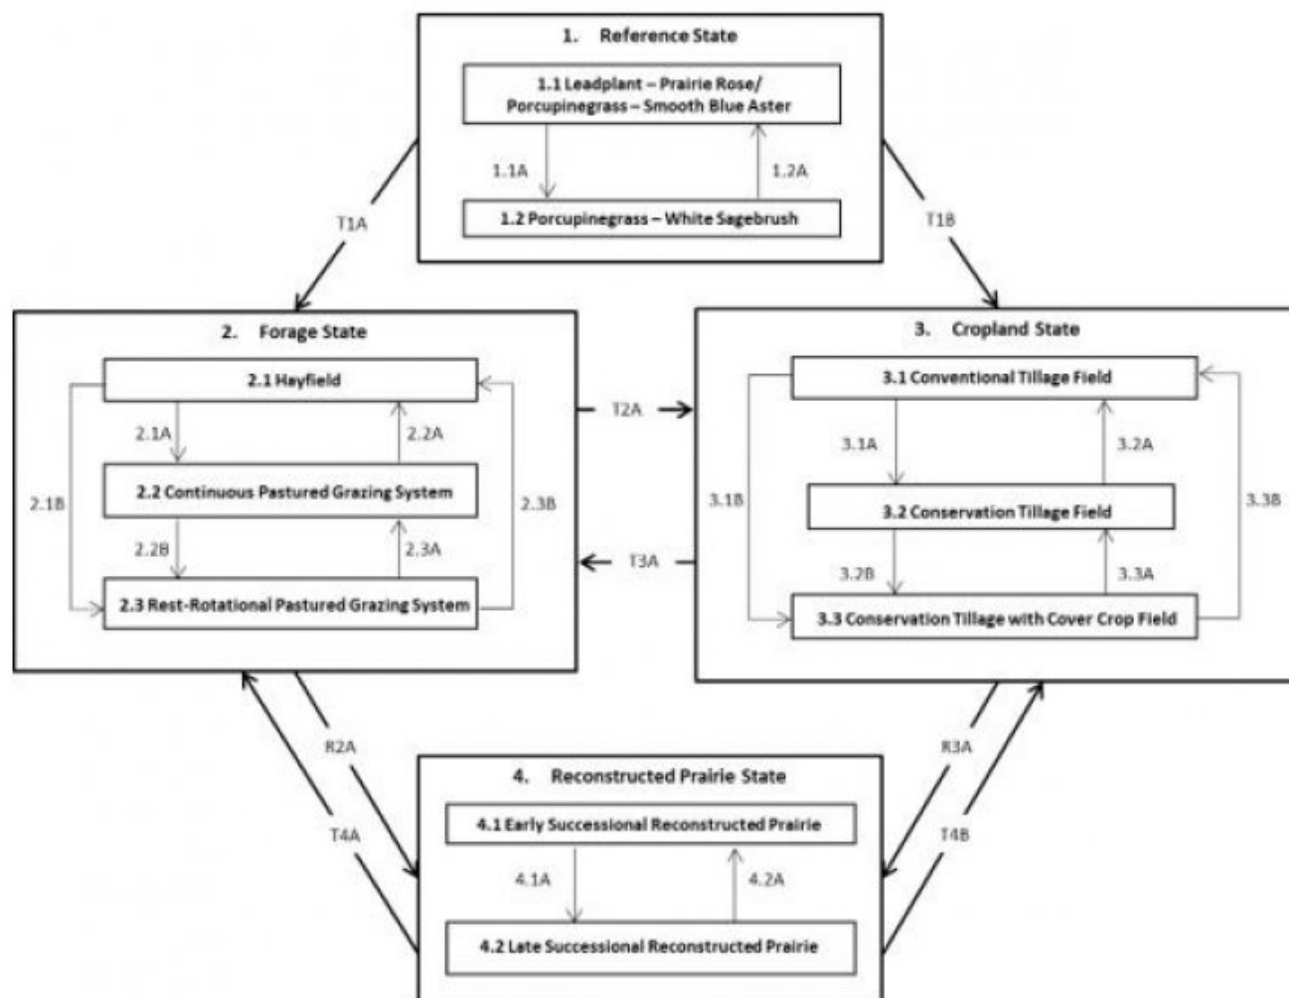 1. Reference State
1.1 Leadplant – Prairie Rose/
Porcupinegrass – Smooth Blue Aster
1.1A
1.2A
1.2 Porcupinegrass – White Sagebrush
T1A
T1B
2. Forage State
2.1 Hayfield
2.1A
2.2A
2.1B
2.2 Continuous Pastured Grazing System
2.3B
2.2B
2.3A
2.3 Rest-Rotational Pastured Grazing System
T2A
T3A
3. Cropland State
3.1 Conventional Tillage Field
3.1A
3.2A
3.1B
3.2 Conservation Tillage Field
3.3B
3.2B
3.3A
3.3 Conservation Tillage with Cover Crop Field
R2A
T4A
R3A
T4B
4. Reconstructed Prairie State
4.1 Early Successional Reconstructed Prairie
4.1A
4.2A
4.2 Late Successional Reconstructed Prairie